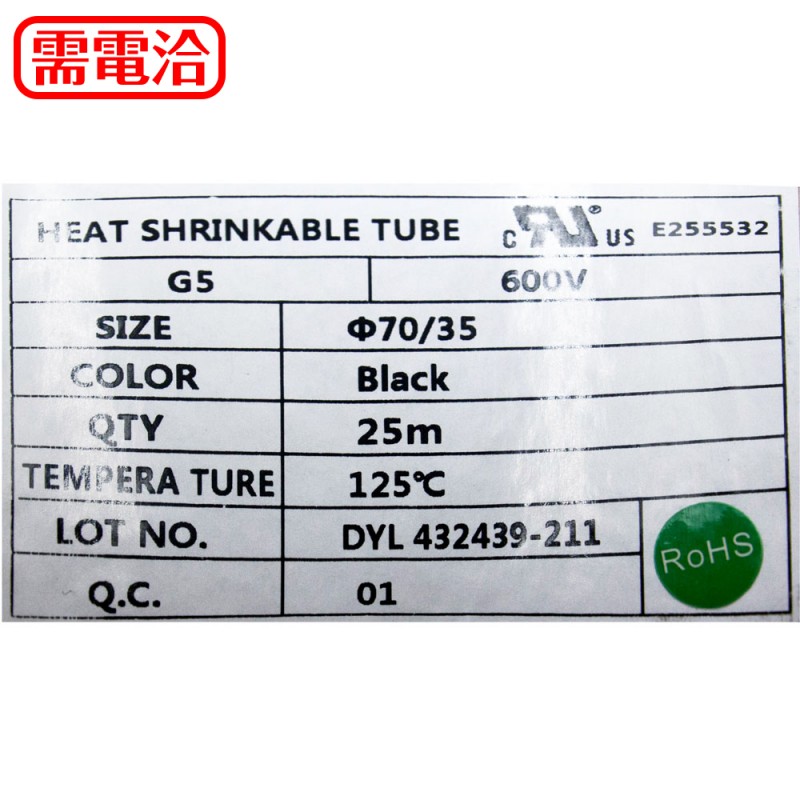 需電洽
HEAT SHRINKABLE TUBE c UR® US E255532
G5 600V
SIZE Φ70/35
COLOR Black
QTY 25m
TEMPERA TURE 125℃
LOT NO. DYL 432439-211
Q.C. 01
RoHS